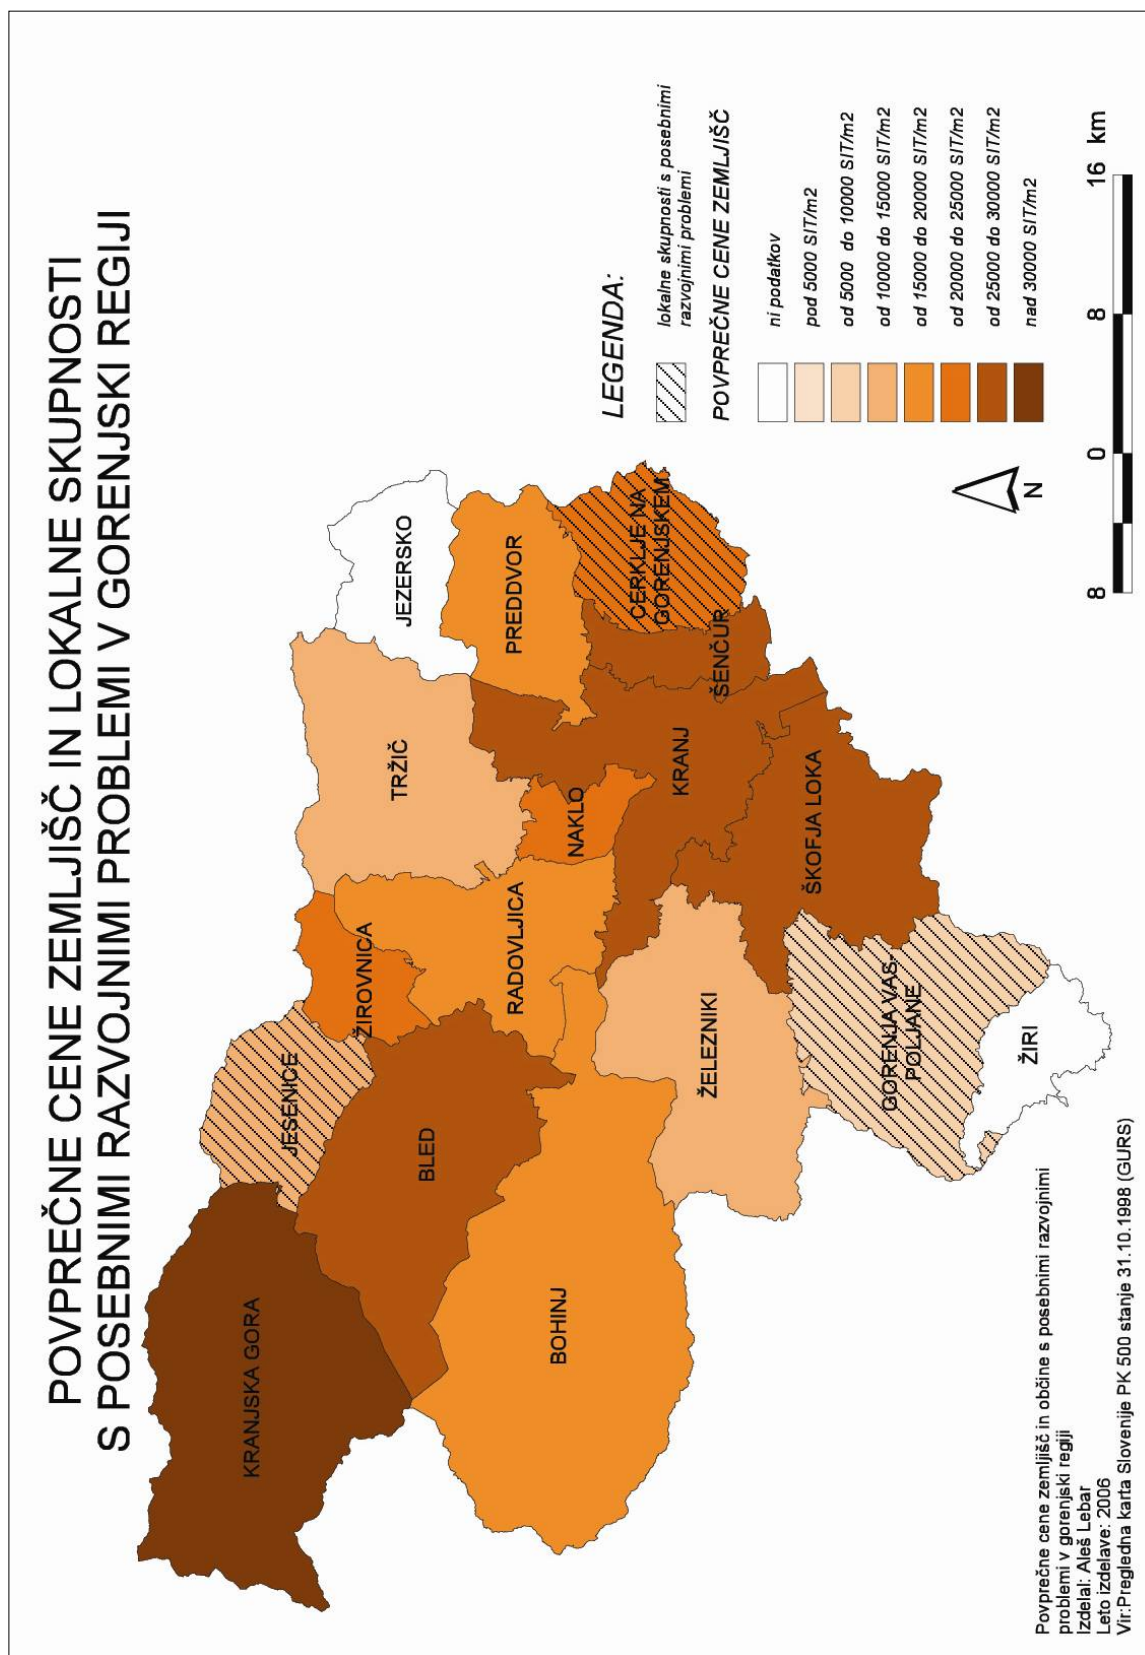 POVPREČNE CENE ZEMLJIŠČ IN LOKALNE SKUPNOSTI
S POSEBNIMI RAZVOJNIMI PROBLEMI V GORENJSKI REGIJI
KRANJSKA GORA
JESENICE
ŽIROVNICA
TRŽIČ
JEZERSKO
BLED
RADOVLJICA
PREDDVOR
NAKLO
BOHINJ
CERKLJE NA
GORENJSKEM
ŠENČUR
KRANJ
ŽELEZNIKI
ŠKOFJA LOKA
GORENJA VAS-
POLJANE
ŽIRI
LEGENDA:
lokalne skupnosti s posebnimi
razvojnimi problemi
POVPREČNE CENE ZEMLJIŠČ
ni podatkov
pod 5000 SIT/m2
od 5000 do 10000 SIT/m2
od 10000 do 15000 SIT/m2
od 15000 do 20000 SIT/m2
od 20000 do 25000 SIT/m2
od 25000 do 30000 SIT/m2
nad 30000 SIT/m2
N
8 0 8 16 km
Povprečne cene zemljišč in občine s posebnimi razvojnimi
problemi v gorenjski regiji
Izdelal: Aleš Lebar
Leto izdelave: 2006
Vir:Pregledna karta Slovenije PK 500 stanje 31.10.1998 (GURS)